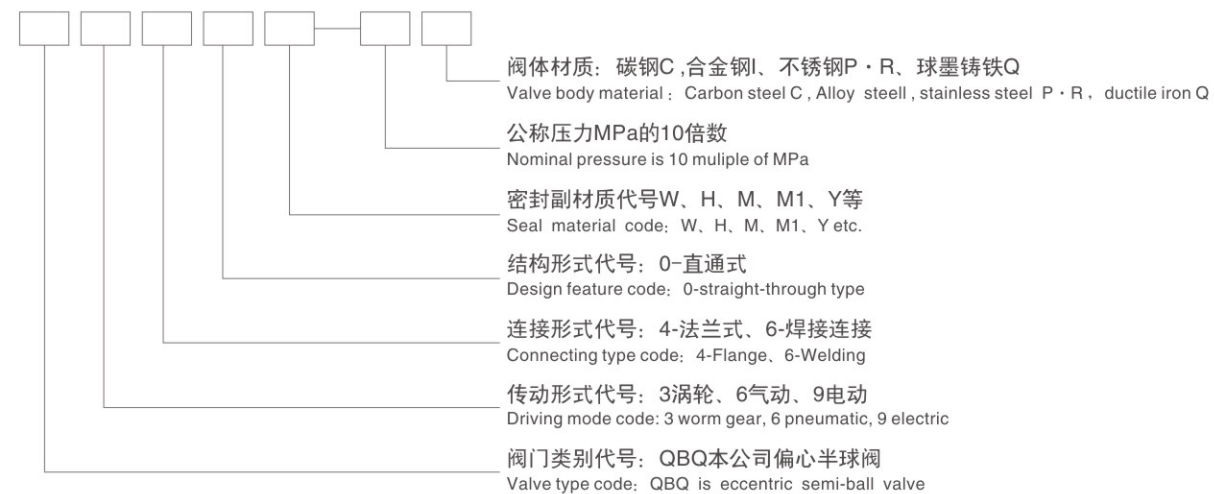 阀体材质：碳钢C ,合金钢I、不锈钢P・R、球墨铸铁Q
Valve body material：Carbon steel C , Alloy steell , stainless steel P・R ，ductile iron Q
公称压力MPa的10倍数
Nominal pressure is 10 muliple of MPa
密封副材质代号W、H、M、M1、Y等
Seal material code：W、H、M、M1、Y etc.
结构形式代号：0-直通式
Design feature code：0-straight-through type
连接形式代号：4-法兰式、6-焊接连接
Connecting type code：4-Flange、6-Welding
传动形式代号：3涡轮、6气动、9电动
Driving mode code: 3 worm gear, 6 pneumatic, 9 electric
阀门类别代号：QBQ本公司偏心半球阀
Valve type code：QBQ is eccentric semi-ball valve